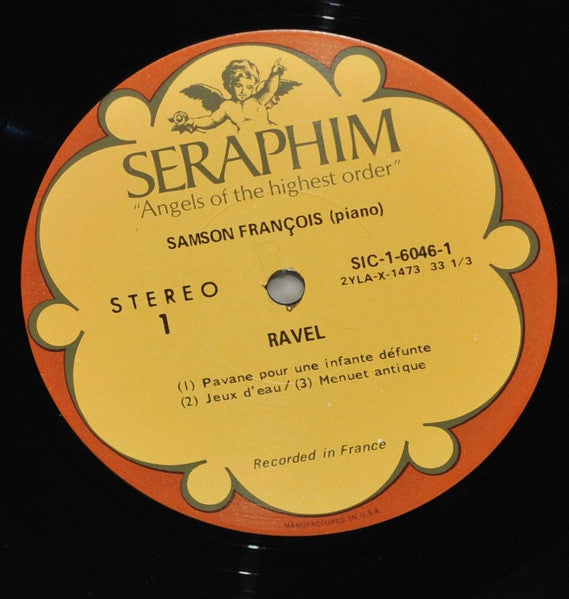 SERAPHIM
"Angels of the highest order"
SAMSON FRANÇOIS (piano)
SIC-1-6046-1
2YLA-X-1473 33 1/3
STEREO
1
RAVEL
(1) Pavane pour une infante défunte
(2) Jeux d'eau/(3) Menuet antique
Recorded in France
MANUFACTURED IN U.S.A.